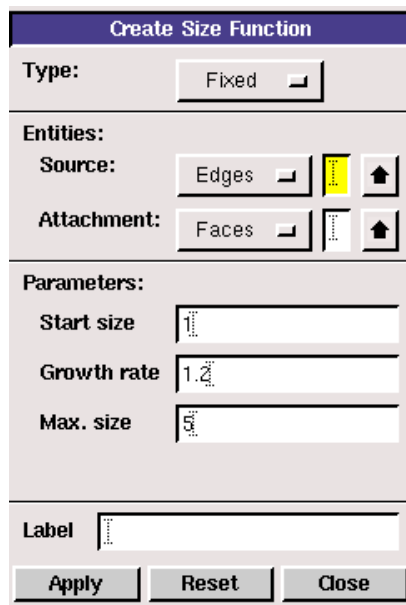 Create Size Function
Type: Fixed
Entities:
Source: Edges
Attachment: Faces
Parameters:
Start size 1
Growth rate 1.2
Max. size 5
Label
Apply Reset Close